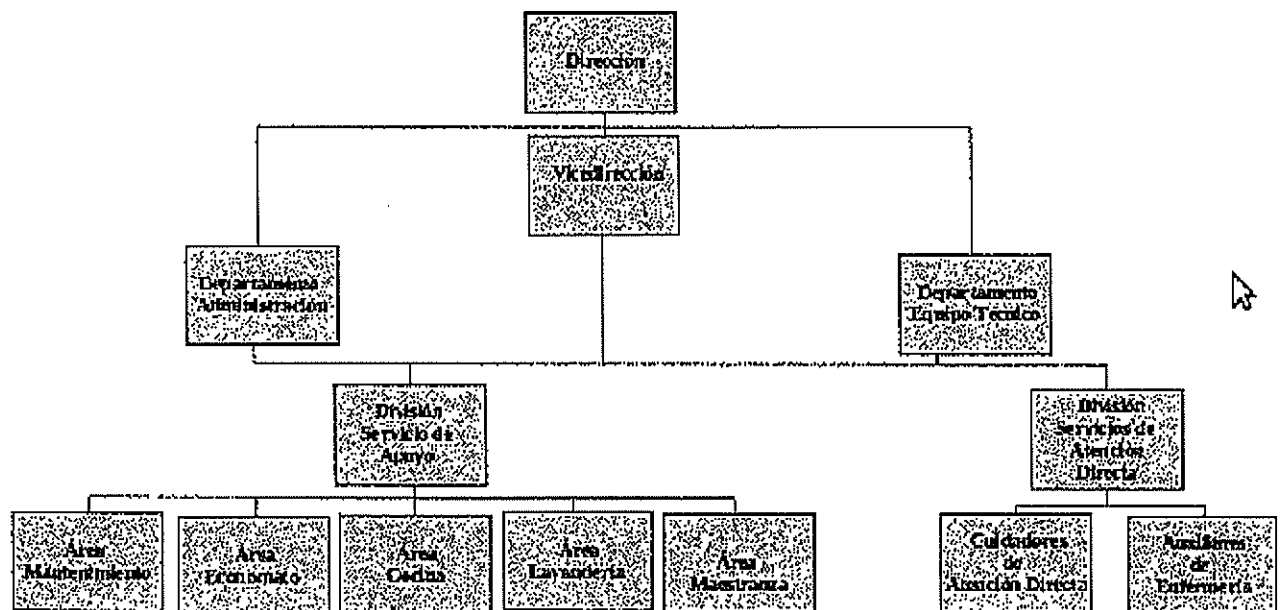 Dirección
Vicedirección
Departamento
Administración
Departamento
Equipo Técnico
División
Servicio de
Apoyo
División
Servicios de
Atención
Directa
Área
Mantenimiento
Área
Economato
Área
Cocina
Área
Lavandería
Área
Maestranza
Cuidadores
de
Atención Directa
Auxiliares
de
Enfermería